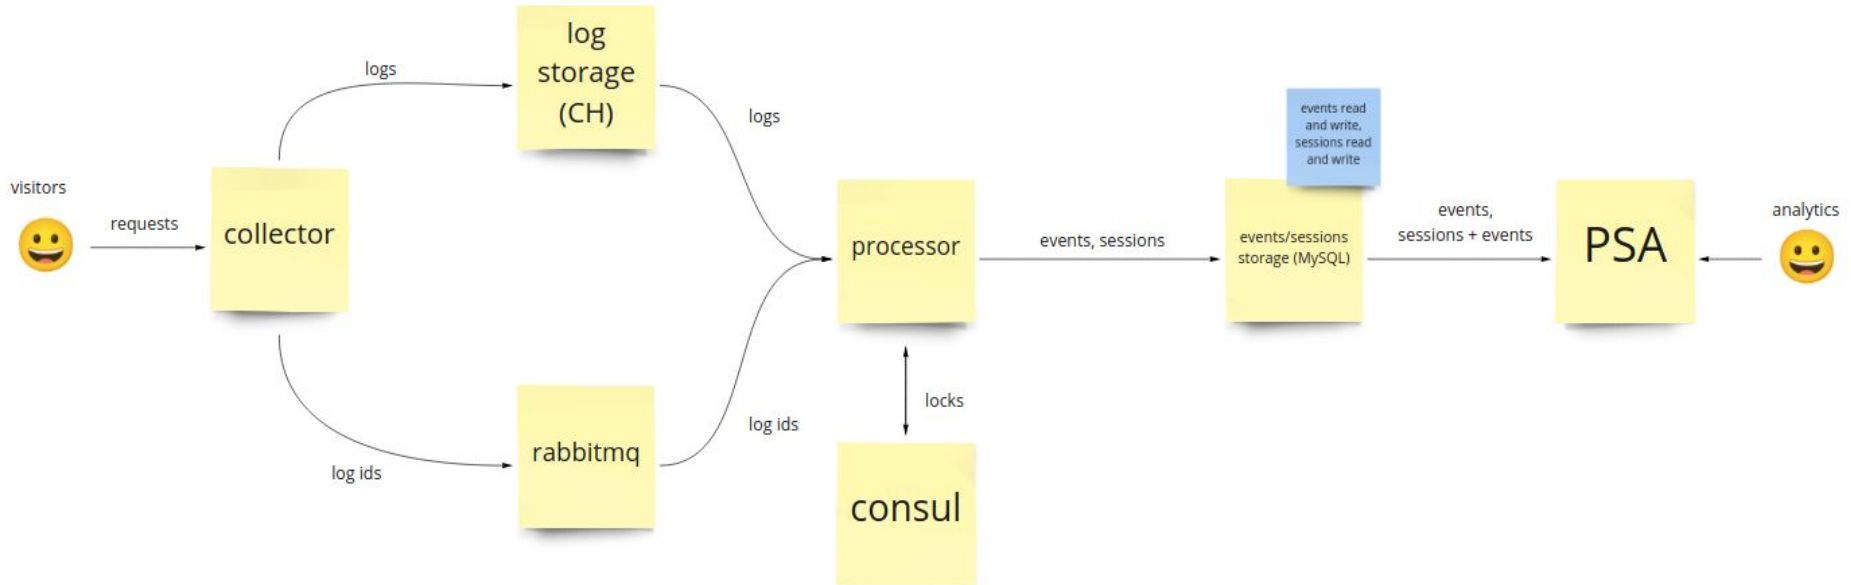 visitors
requests
collector
logs
log
storage
(CH)
logs
log ids
rabbitmq
log ids
processor
locks
consul
events, sessions
events read
and write,
sessions read
and write
events/sessions
storage (MySQL)
events,
sessions + events
PSA
analytics